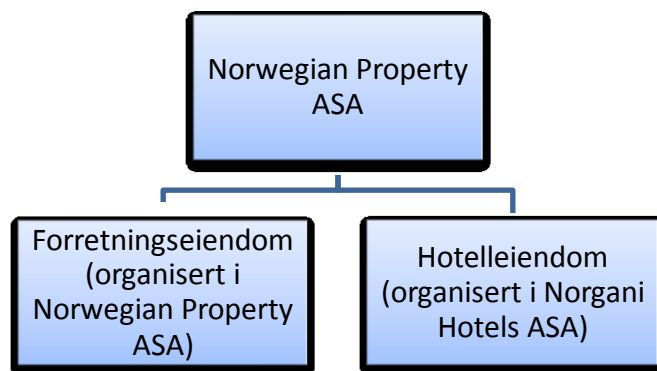 Norwegian Property
ASA
Forretningseiendom
(organisert i
Norwegian Property
ASA)
Hotelleiendom
(organisert i Norgani
Hotels ASA)